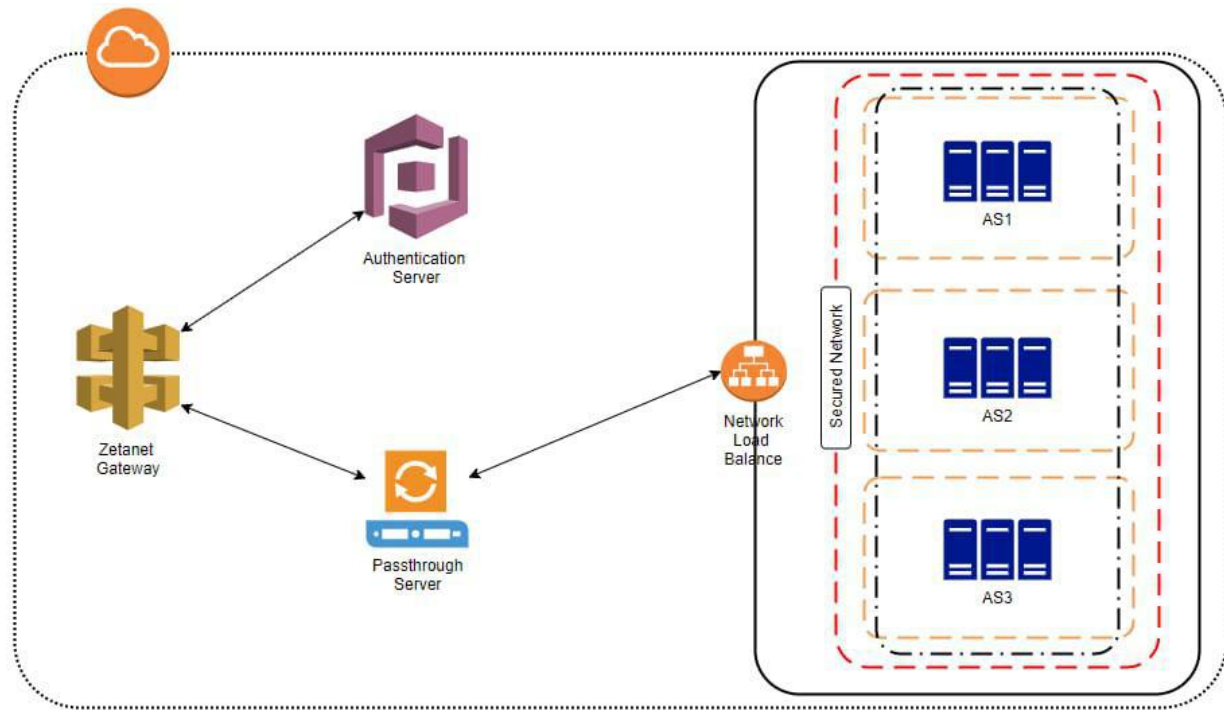 Authentication
Server
Zetanet
Gateway
Passthrough
Server
Network
Load
Balance
Secured Network
AS1
AS2
AS3